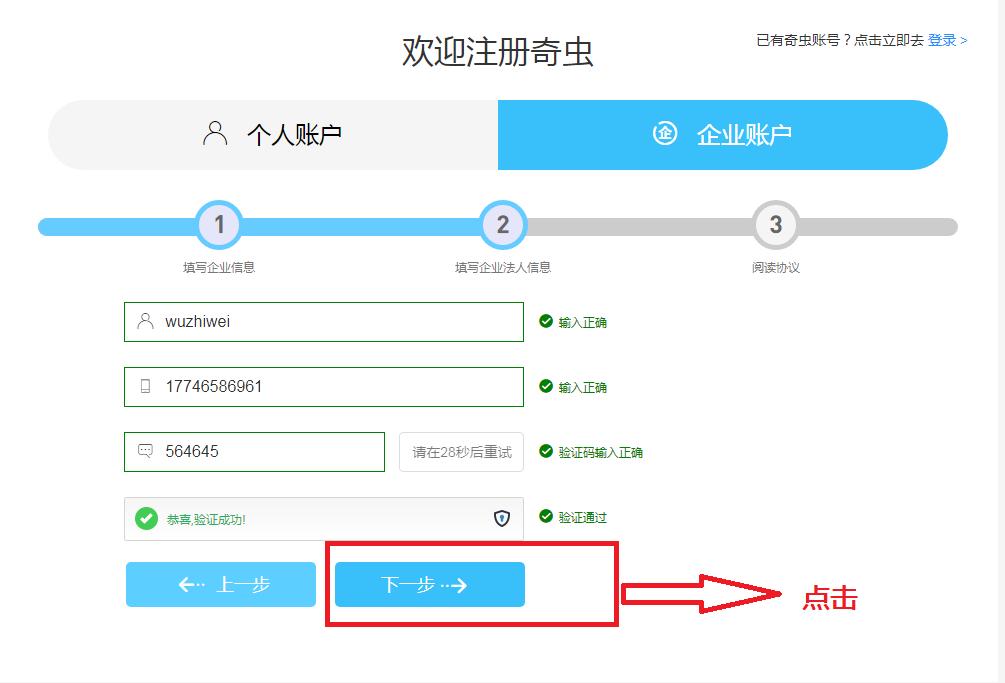 欢迎注册奇虫
已有奇虫账号？点击立即去 登录 >
个人账户
企 企业账户
1
2
3
填写企业信息
填写企业法人信息
阅读协议
wuzhiwei
输入正确
17746586961
输入正确
564645
请在28秒后重试
验证码输入正确
恭喜,验证成功!
验证通过
上一步
下一步
点击